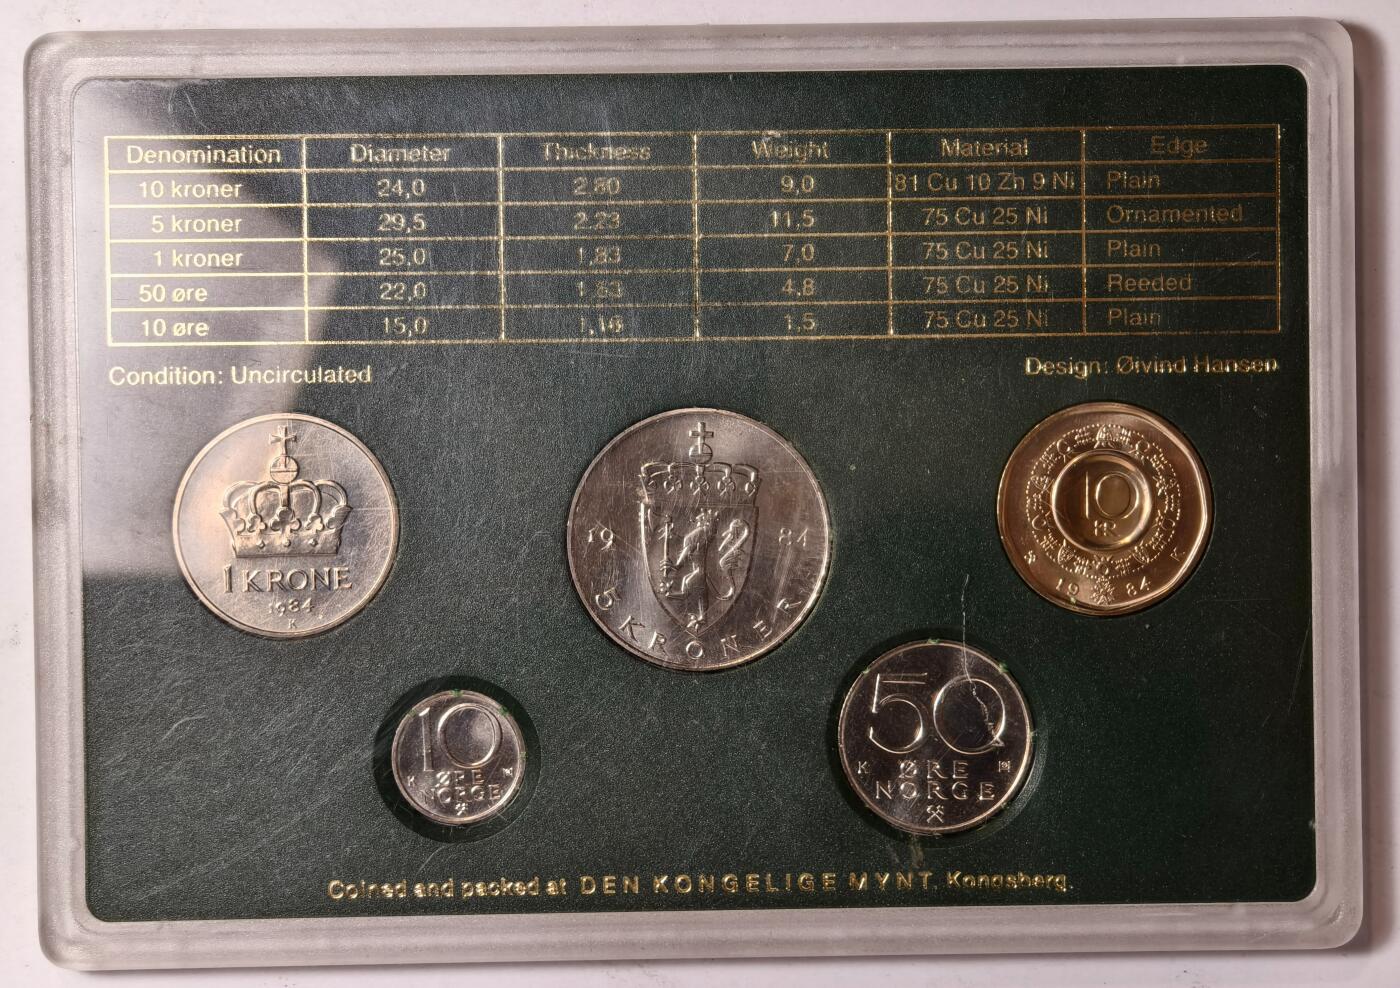 Denomination Diameter Thickness Weight Material Edge
10 kroner 24,0 2.80 9,0 81 Cu 10 Zn 9 Ni Plain
5 kroner 29,5 2.23 11,5 75 Cu 25 Ni Ornamented
1 kroner 25,0 1,83 7,0 75 Cu 25 Ni Plain
50 øre 22,0 4,8 75 Cu 25 Ni Reeded
10 øre 15,0 1,16 1,5 75 Cu 25 Ni Plain
Condition: Uncirculated
Design: Øivind Hansen
1 KRONE
1984
K
19 84
5 KRONER
10
KR
K
1984
10
ØRE
K
NORGE
50
K ØRE
NORGE
Coined and packed at DEN KONGELIGE MYNT, Kongsberg.